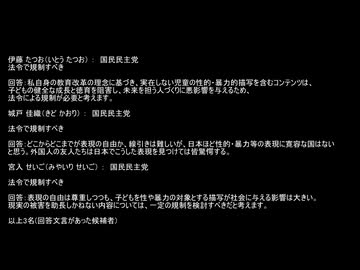 伊藤 たつお(いとう たつお) : 国民民主党
法令で規制すべき
回答:私自身の教育改革の理念に基づき、実在しない児童の性的・暴力的描写を含むコンテンツは、
子どもの健全な成長と徳育を阻害し、未来を担う人づくりに悪影響を与えるため、
法令による規制が必要と考えます。
城戸 佳織(きど かおり) : 国民民主党
法令で規制すべき
回答:どこからどこまでが表現の自由か、線引きは難しいが、日本ほど性的・暴力等の表現に寛容な国はない
と思う。外国人の友人たちは日本でこうした表現を見つけては皆驚愕する。
宮入 せいご(みやいり せいご) : 国民民主党
法令で規制すべき
回答:表現の自由は尊重しつつも、子どもを性や暴力の対象とする描写が社会に与える影響は大きい。
現実の被害を助長しかねない内容については、一定の規制を検討すべきだと考えます。
以上3名(回答文言があった候補者)